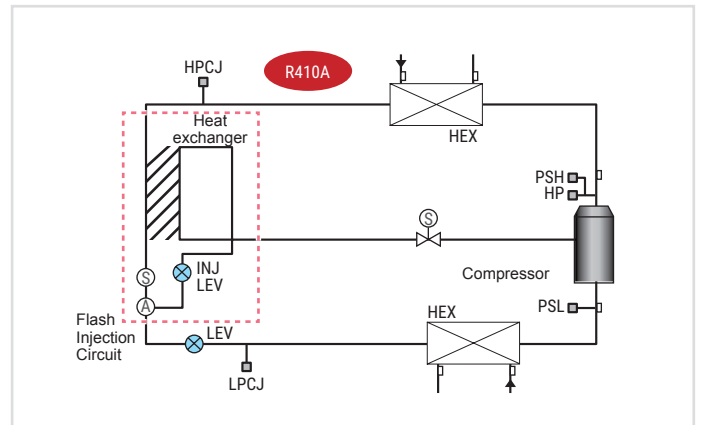 HPCJ
R410A
Heat
exchanger
HEX
PSH
HP
S
INJ
LEV
S
Compressor
A
PSL
HEX
Flash
Injection
Circuit
LEV
LPCJ